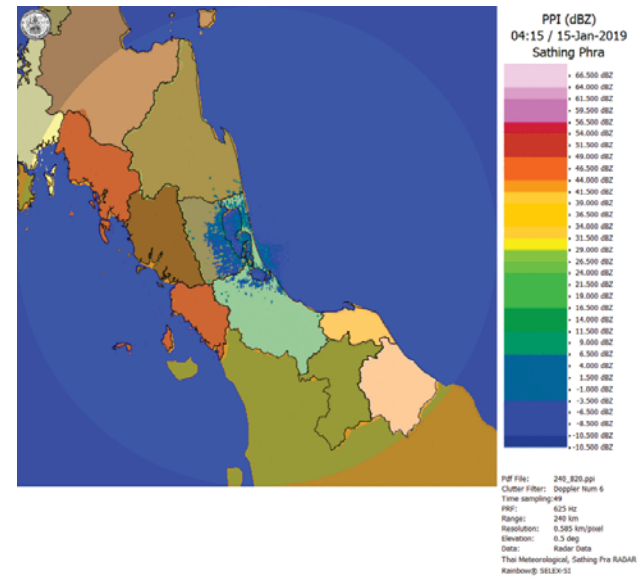 PPI (dBZ)
04:15 / 15-Jan-2019
Sathing Phra
66.500 dBZ
64.000 dBZ
61.500 dBZ
59.500 dBZ
56.500 dBZ
54.000 dBZ
51.500 dBZ
49.000 dBZ
46.500 dBZ
44.000 dBZ
41.500 dBZ
39.000 dBZ
36.500 dBZ
34.000 dBZ
31.500 dBZ
29.000 dBZ
26.500 dBZ
24.000 dBZ
21.500 dBZ
19.000 dBZ
16.500 dBZ
14.000 dBZ
11.500 dBZ
9.000 dBZ
6.500 dBZ
4.000 dBZ
1.500 dBZ
-1.000 dBZ
-3.500 dBZ
-6.500 dBZ
-8.500 dBZ
-10.500 dBZ
-10.500 dBZ
Pdf File: 240_820.ppi
Clutter Filter: Doppler Num 6
Time sampling:49
PRF: 625 Hz
Range: 240 km
Resolution: 0.585 km/pixel
Elevation: 0.5 deg
Data: Radar Data
Thai Meteorological, Sathing Pra RADAR
Rainbow® SELEX-SI